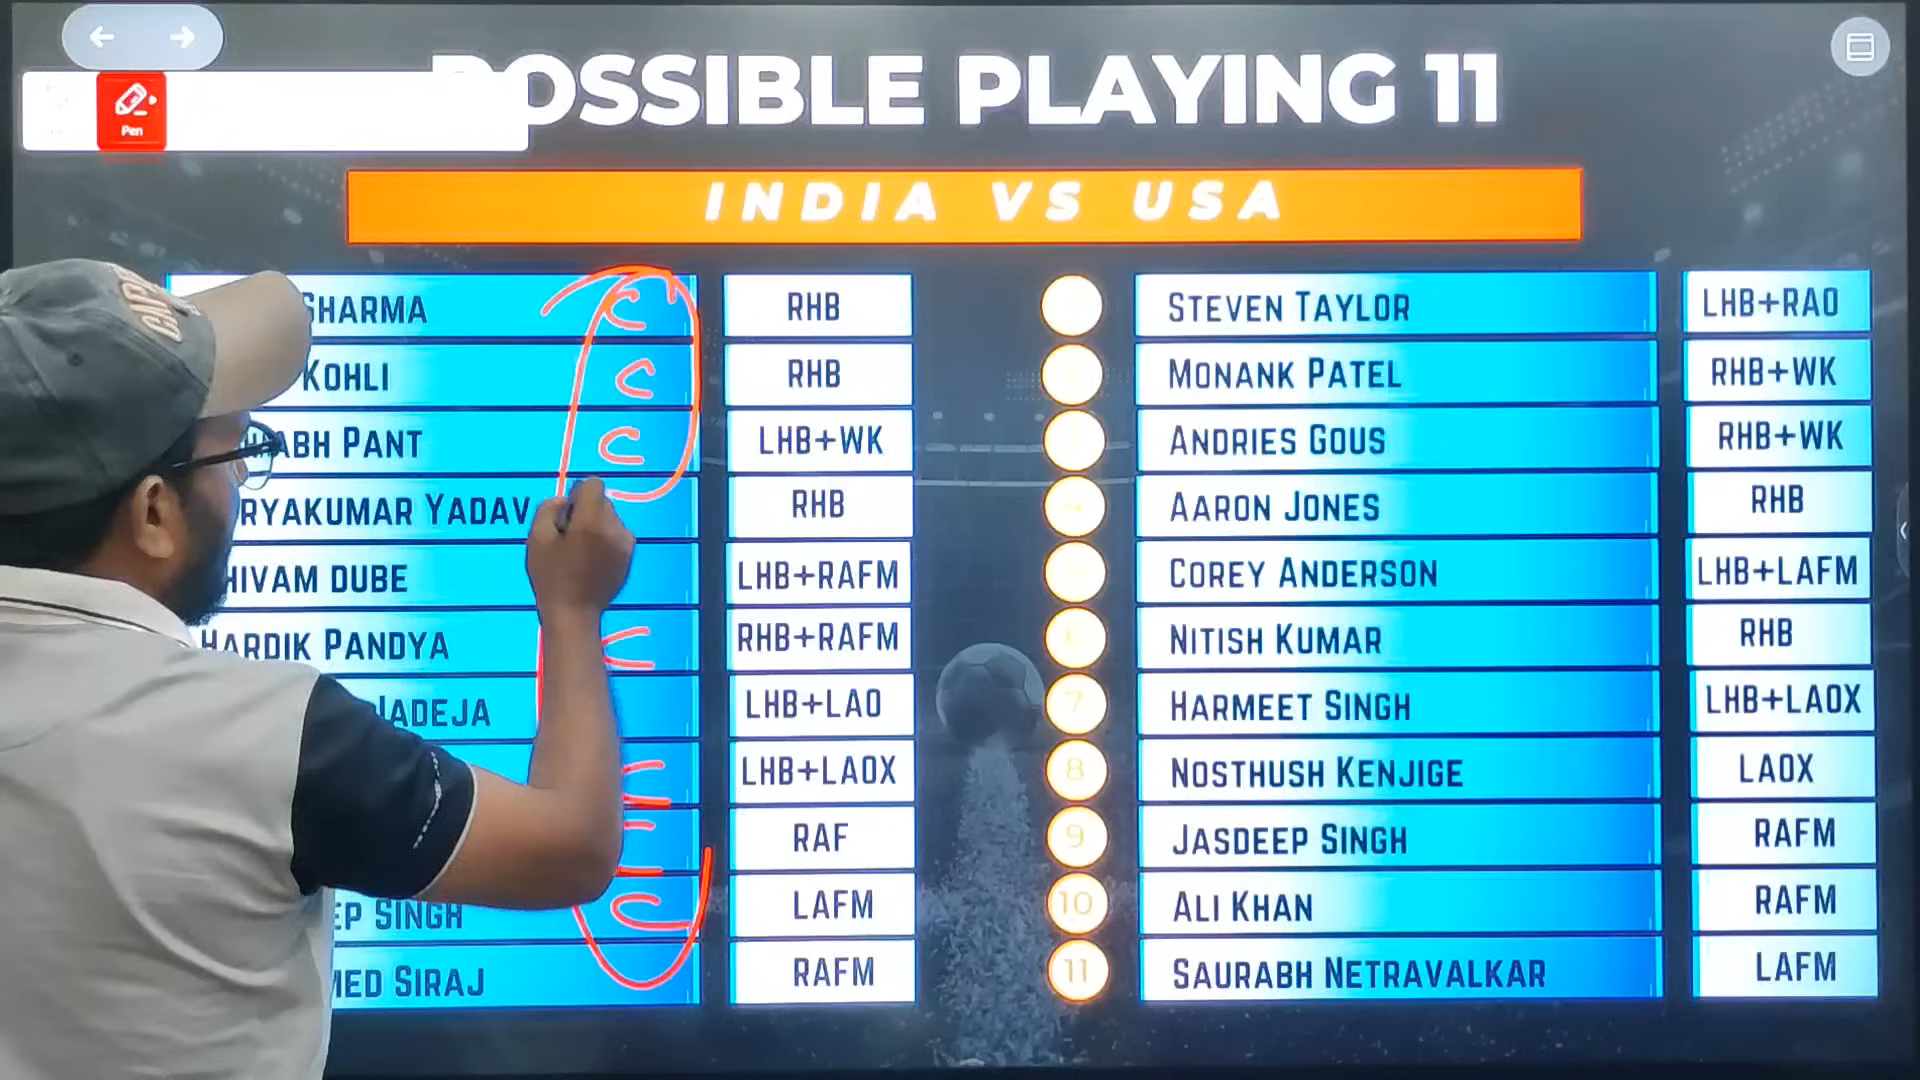 Pen
POSSIBLE PLAYING 11
INDIA VS USA
SHARMA C RHB STEVEN TAYLOR LHB+RAO
KOHLI C RHB MONANK PATEL RHB+WK
ABH PANT C LHB+WK ANDRIES GOUS RHB+WK
RYAKUMAR YADAV RHB AARON JONES RHB
HIVAM DUBE LHB+RAFM 5 COREY ANDERSON LHB+LAFM
HARDIK PANDYA RHB+RAFM 6 NITISH KUMAR RHB
JADEJA LHB+LAO 7 HARMEET SINGH LHB+LAOX
LHB+LAOX 8 NOSTHUSH KENJIGE LAOX
RAF 9 JASDEEP SINGH RAFM
EP SINGH C LAFM 10 ALI KHAN RAFM
MED SIRAJ RAFM 11 SAURABH NETRAVALKAR LAFM